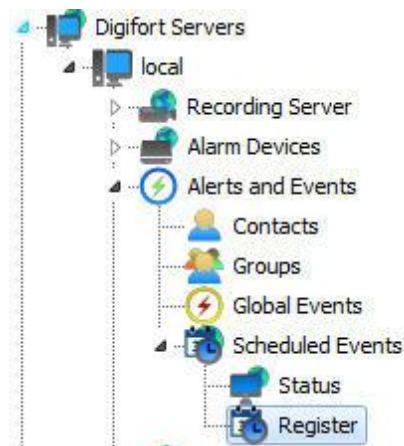 Digifort Servers
local
Recording Server
Alarm Devices
Alerts and Events
Contacts
Groups
Global Events
Scheduled Events
Status
Register